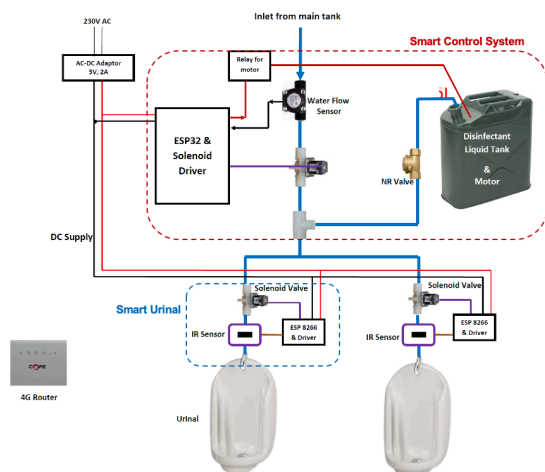 230V AC
Inlet from main tank
AC-DC Adaptor
5V, 2A
Relay for
motor
Smart Control System
Water Flow
Sensor
ESP32 &
Solenoid
Driver
Disinfectant
Liquid Tank
&
Motor
NR Valve
DC Supply
Solenoid Valve
Solenoid Valve
Smart Urinal
IR Sensor
ESP 8266
& Driver
IR Sensor
ESP 8266
& Driver
Urinal
4G Router